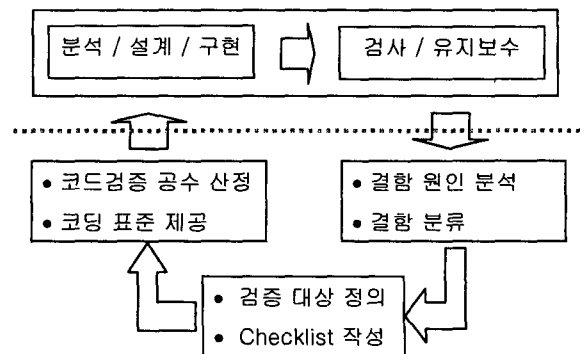 분석 / 설계 / 구현
검사 / 유지보수
• 코드검증 공수 산정
• 코딩 표준 제공
• 결함 원인 분석
• 결함 분류
• 검증 대상 정의
• Checklist 작성